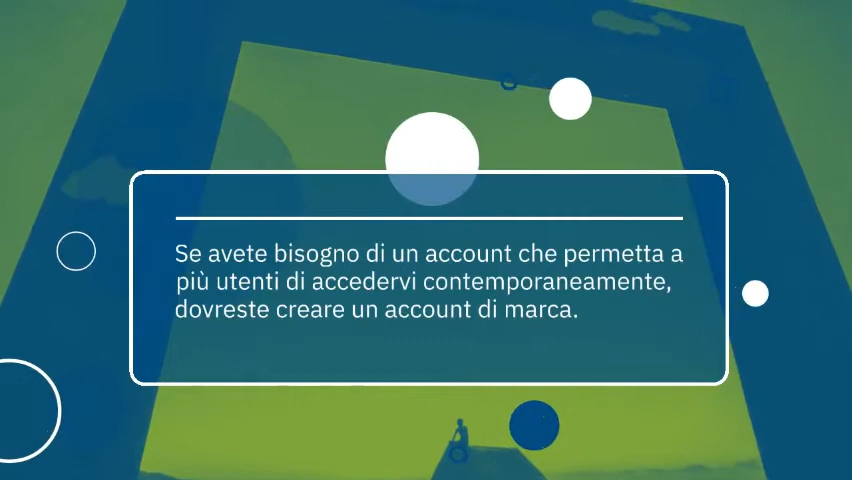 Se avete bisogno di un account che permetta a
più utenti di accedervi contemporaneamente,
dovreste creare un account di marca.